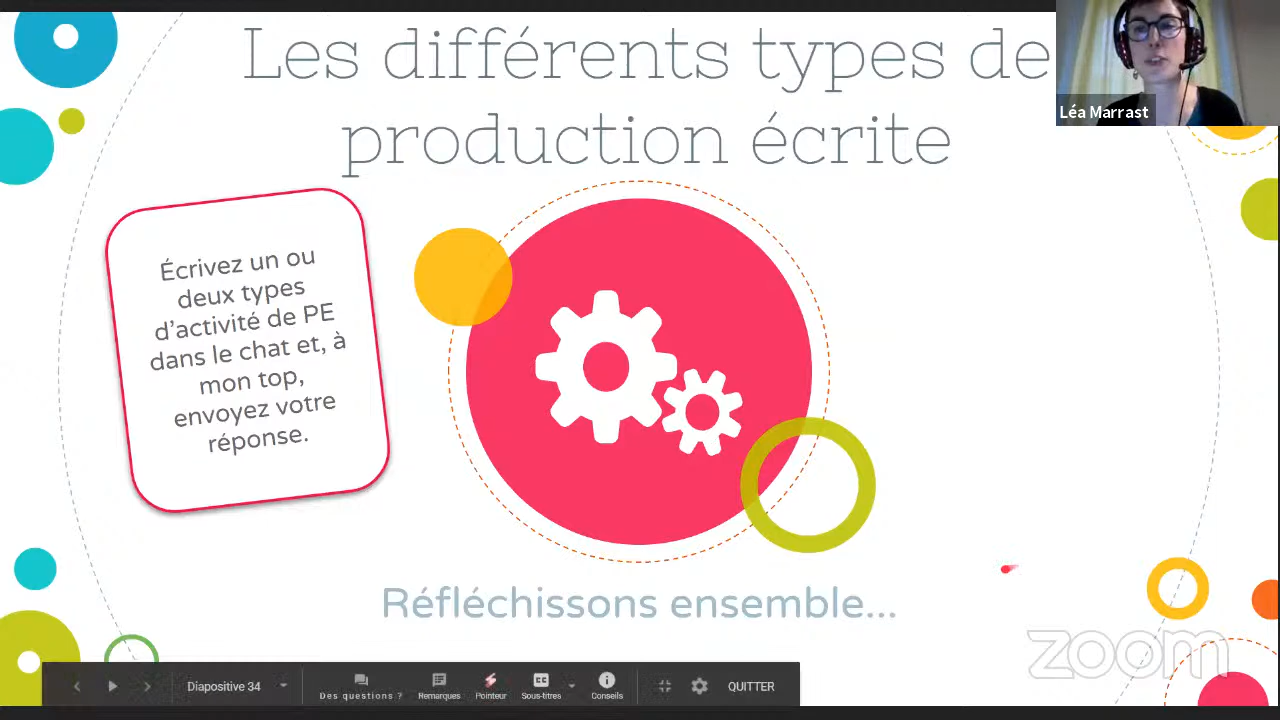 Les différents types de
production écrite
Léa Marrast
Écrivez un ou
deux types
d'activité de PE
dans le chat et, à
mon top,
envoyez votre
réponse.
Réfléchissons ensemble...
zoom
Diapositive 34
Des questions ?
Remarques
Pointeur
CC
Sous-titres
Conseils
QUITTER